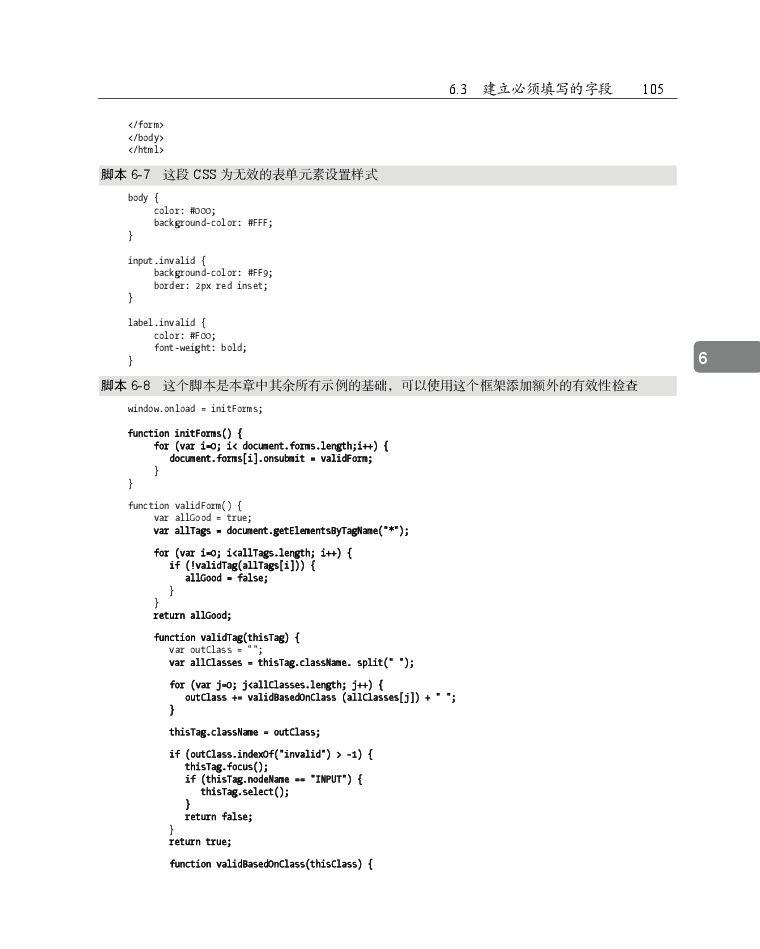 6.3 建立必须填写的字段 105
</form>
</body>
</html>
脚本 6-7 这段 CSS 为无效的表单元素设置样式
body {
color: #000;
background-color: #FFF;
}
input.invalid {
background-color: #FF9;
border: 2px red inset;
}
label.invalid {
color: #F00;
font-weight: bold;
}
6
脚本 6-8 这个脚本是本章中其余所有示例的基础，可以使用这个框架添加额外的有效性检查
window.onload = initForms;
function initForms() {
for (var i=0; i< document.forms.length;i++) {
document.forms[i].onsubmit = validForm;
}
}
function validForm() {
var allGood = true;
var allTags = document.getElementsByTagName("*");
for (var i=0; i<allTags.length; i++) {
if (!validTag(allTags[i])) {
allGood = false;
}
}
return allGood;
function validTag(thisTag) {
var outClass = "";
var allClasses = thisTag.className. split(" ");
for (var j=0; j<allClasses.length; j++) {
outClass += validBasedOnClass (allClasses[j]) + " ";
}
thisTag.className = outClass;
if (outClass.indexOf("invalid") > -1) {
thisTag.focus();
if (thisTag.nodeName == "INPUT") {
thisTag.select();
}
return false;
}
return true;
function validBasedOnClass(thisClass) {